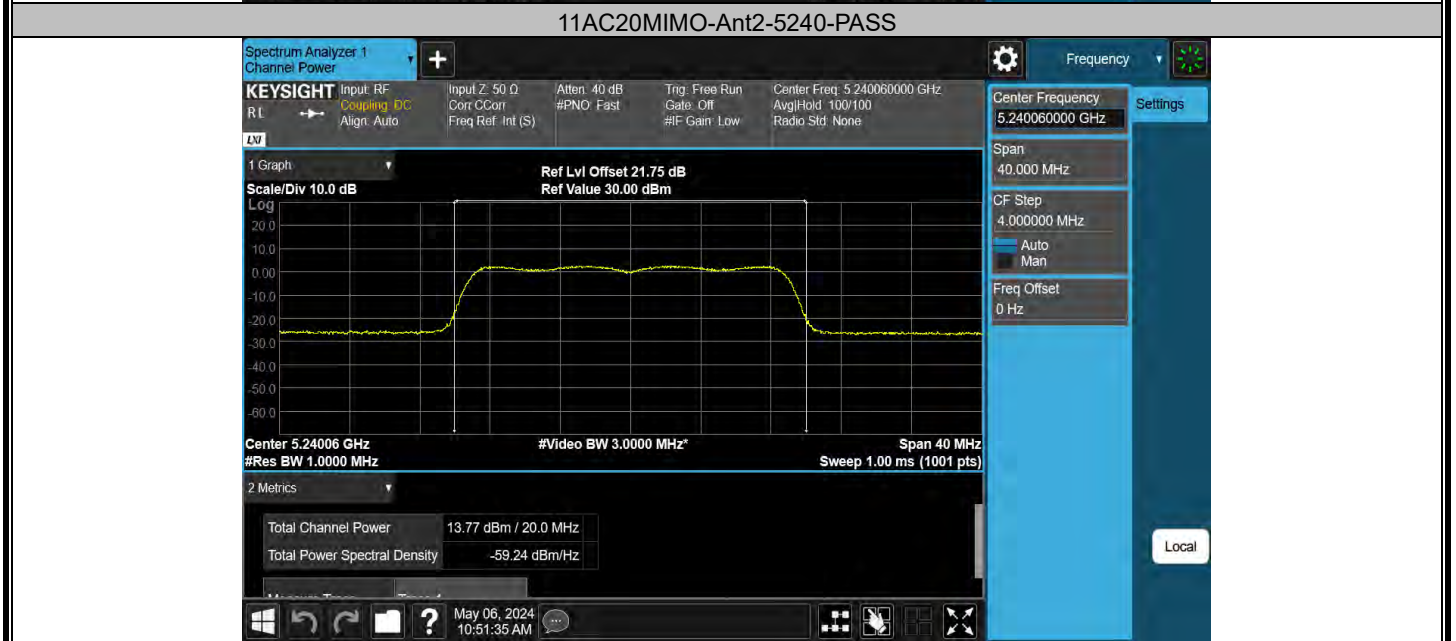 11AC20MIMO-Ant2-5240-PASS
Spectrum Analyzer 1
Channel Power
+
Frequency
KEYSIGHT
RL
LXI
Input: RF
Coupling: DC
Align: Auto
Input Z: 50 Ω
Corr CCorr
Freq Ref: Int (S)
Atten: 40 dB
#PNO: Fast
Trig: Free Run
Gate: Off
#IF Gain: Low
Center Freq: 5.240060000 GHz
Avg|Hold: 100/100
Radio Std: None
Center Frequency
5.240060000 GHz
Settings
Span
40.000 MHz
CF Step
4.000000 MHz
Auto
Man
Freq Offset
0 Hz
1 Graph
Scale/Div 10.0 dB
Ref Lvl Offset 21.75 dB
Ref Value 30.00 dBm
Log
20.0
10.0
0.00
-10.0
-20.0
-30.0
-40.0
-50.0
-60.0
Center 5.24006 GHz
#Video BW 3.0000 MHz*
Span 40 MHz
#Res BW 1.0000 MHz
Sweep 1.00 ms (1001 pts)
2 Metrics
Total Channel Power 13.77 dBm / 20.0 MHz
Total Power Spectral Density -59.24 dBm/Hz
Local
?
May 06, 2024
10:51:35 AM